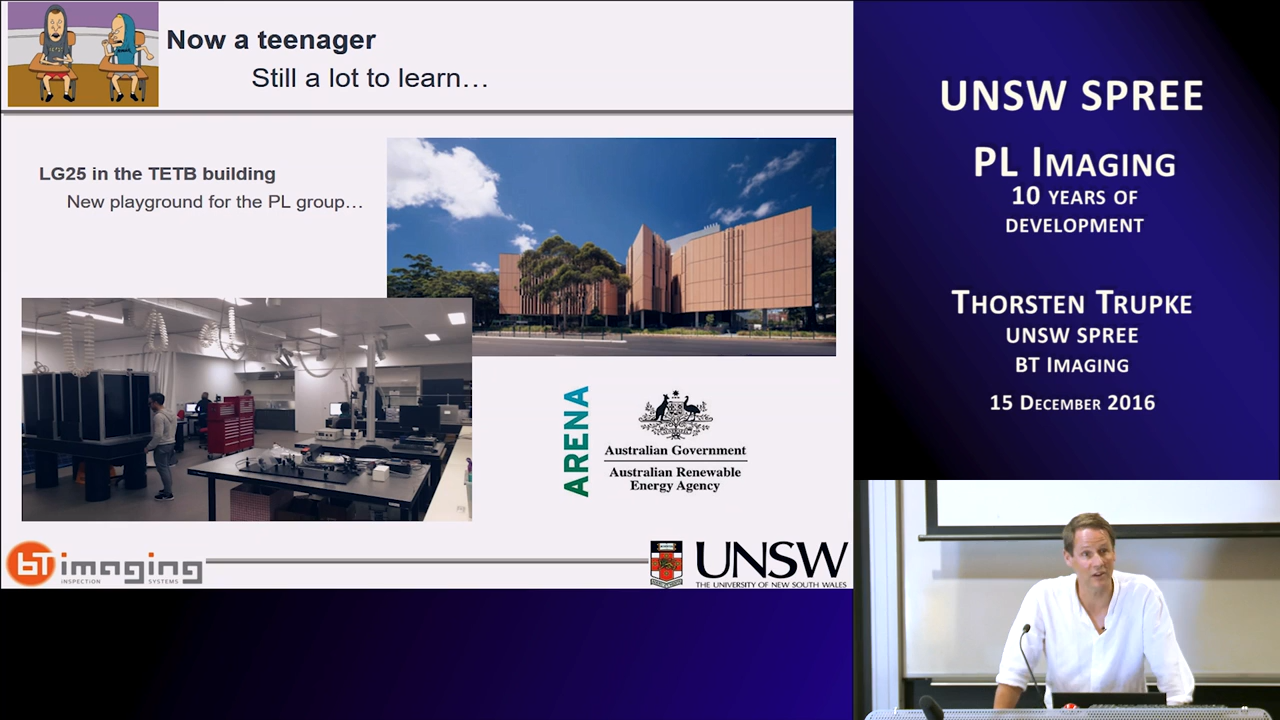 Now a teenager
Still a lot to learn…
LG25 in the TETB building
New playground for the PL group…
ARENA
Australian Government
Australian Renewable
Energy Agency
bT imaging
INSPECTION SYSTEMS
UNSW
THE UNIVERSITY OF NEW SOUTH WALES
UNSW SPREE
PL IMAGING
10 YEARS OF
DEVELOPMENT
THORSTEN TRUPKE
UNSW SPREE
BT IMAGING
15 DECEMBER 2016